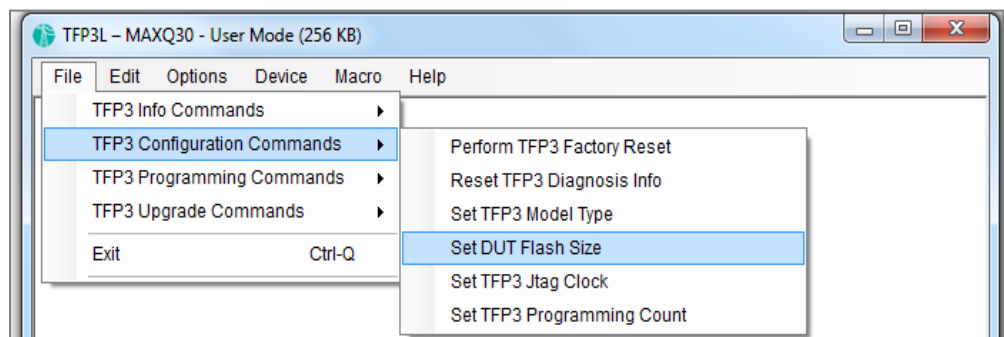 TFP3L – MAXQ30 - User Mode (256 KB)
File Edit Options Device Macro Help
TFP3 Info Commands
TFP3 Configuration Commands
TFP3 Programming Commands
TFP3 Upgrade Commands
Exit Ctrl-Q
Perform TFP3 Factory Reset
Reset TFP3 Diagnosis Info
Set TFP3 Model Type
Set DUT Flash Size
Set TFP3 Jtag Clock
Set TFP3 Programming Count